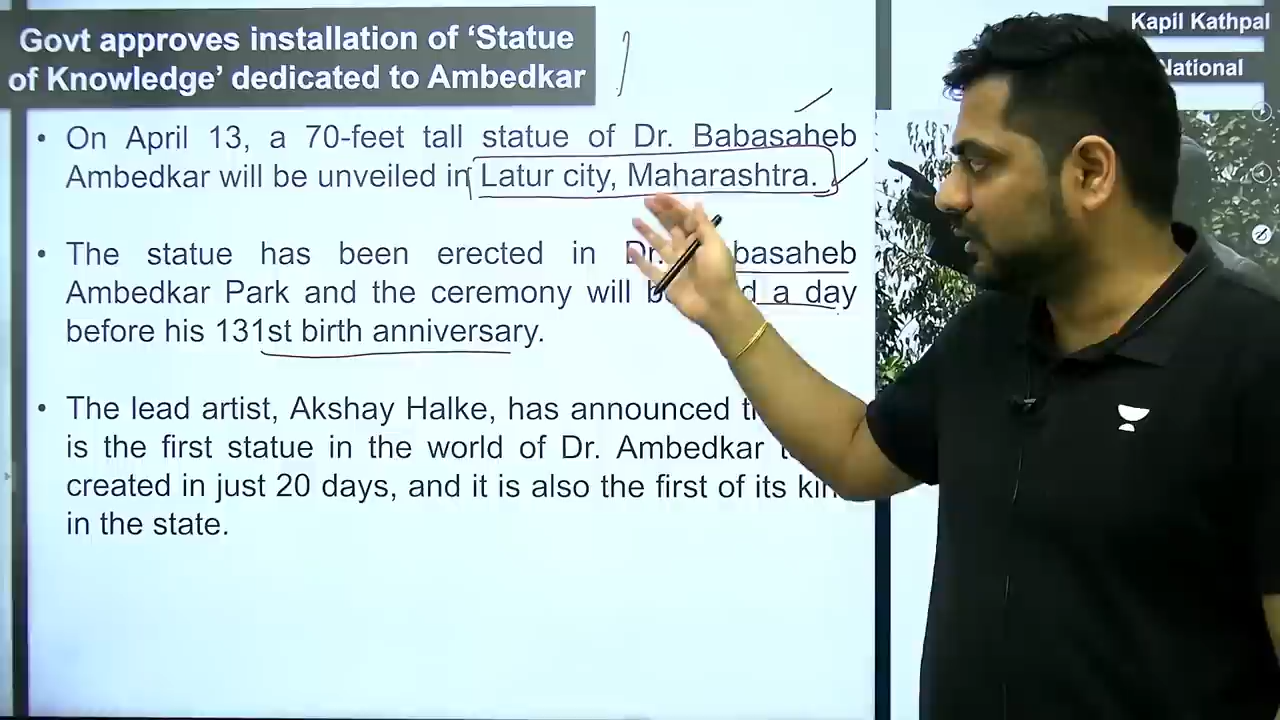 Govt approves installation of ‘Statue
of Knowledge’ dedicated to Ambedkar
Kapil Kathpal
National
• On April 13, a 70-feet tall statue of Dr. Babasaheb
Ambedkar will be unveiled in Latur city, Maharashtra.
• The statue has been erected in Dr. basaheb
Ambedkar Park and the ceremony will a day
before his 131st birth anniversary.
• The lead artist, Akshay Halke, has announced
is the first statue in the world of Dr. Ambedkar
created in just 20 days, and it is also the first of its kin
in the state.